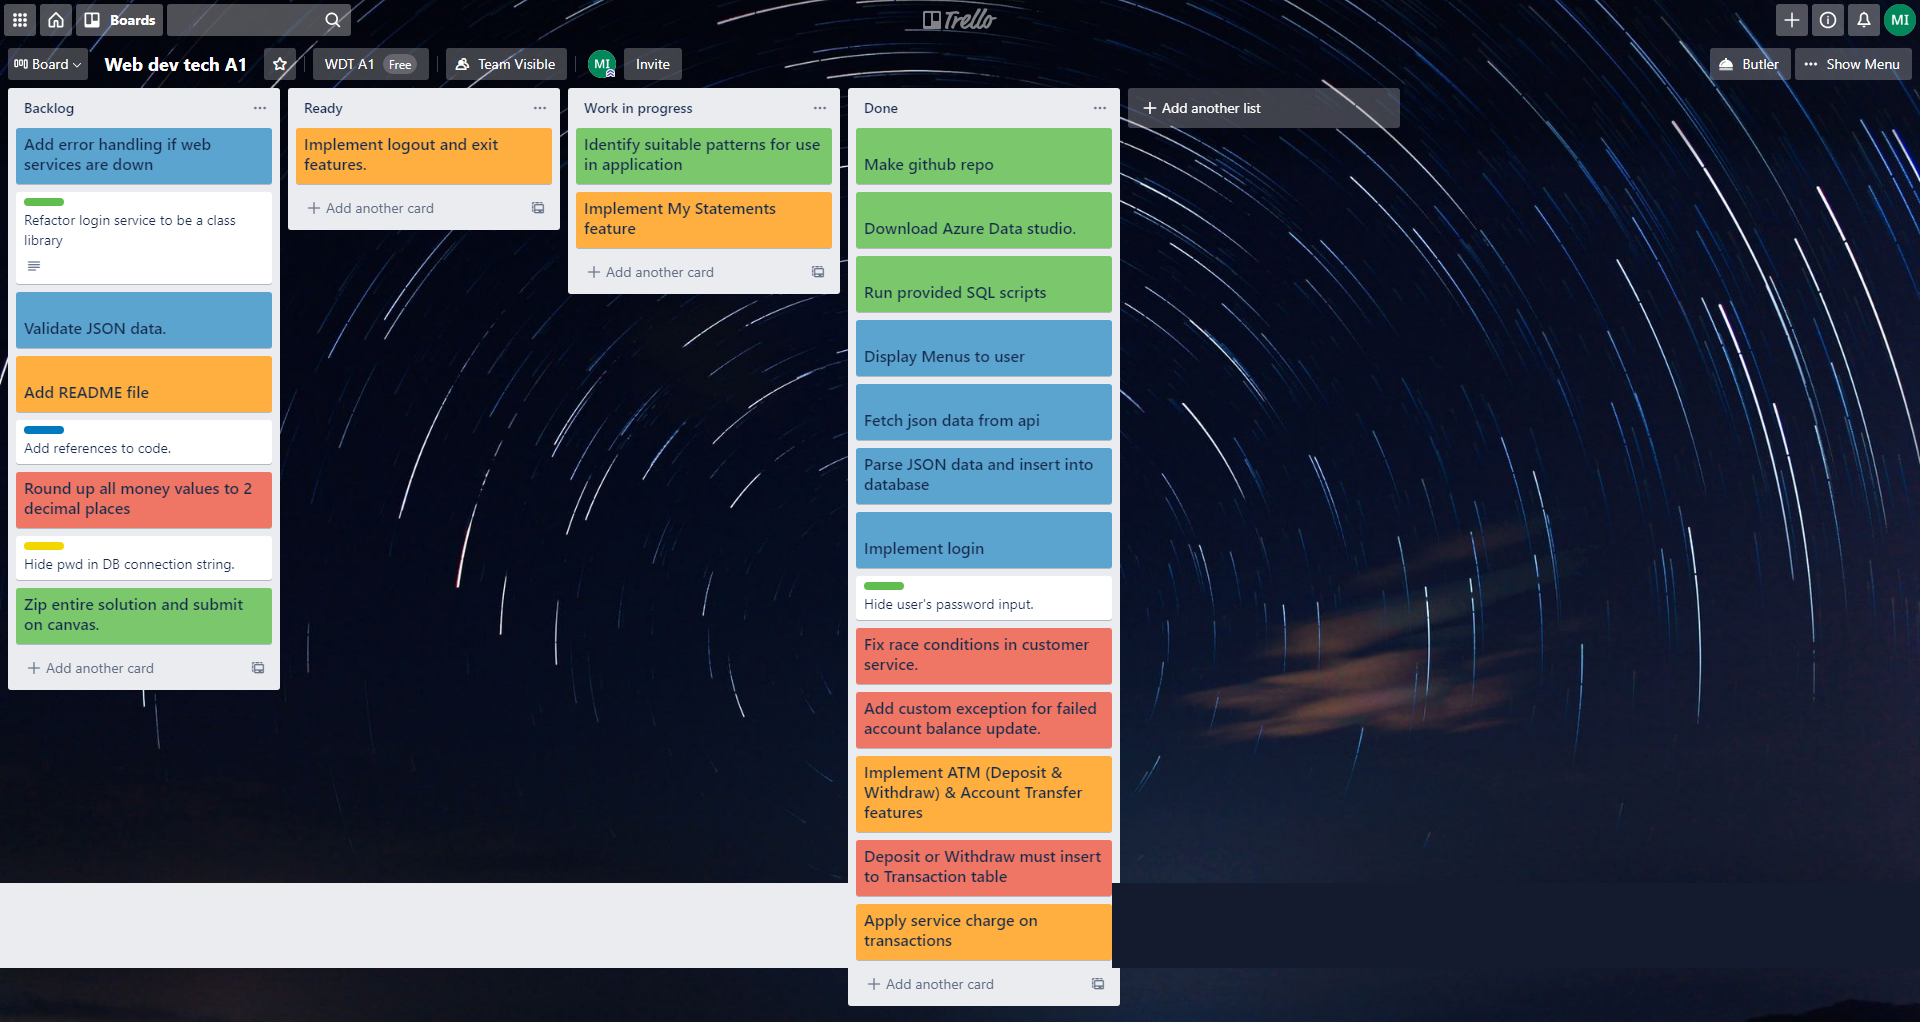 Boards
Trello
MI
Board
Web dev tech A1
WDT A1 Free
Team Visible
MI
Invite
Butler
Show Menu
Backlog
Add error handling if web
services are down
Refactor login service to be a class
library
Validate JSON data.
Add README file
Add references to code.
Round up all money values to 2
decimal places
Hide pwd in DB connection string.
Zip entire solution and submit
on canvas.
Add another card
Ready
Implement logout and exit
features.
Add another card
Work in progress
Identify suitable patterns for use
in application
Implement My Statements
feature
Add another card
Done
Make github repo
Download Azure Data studio.
Run provided SQL scripts
Display Menus to user
Fetch json data from api
Parse JSON data and insert into
database
Implement login
Hide user's password input.
Fix race conditions in customer
service.
Add custom exception for failed
account balance update.
Implement ATM (Deposit &
Withdraw) & Account Transfer
features
Deposit or Withdraw must insert
to Transaction table
Apply service charge on
transactions
Add another card
Add another list